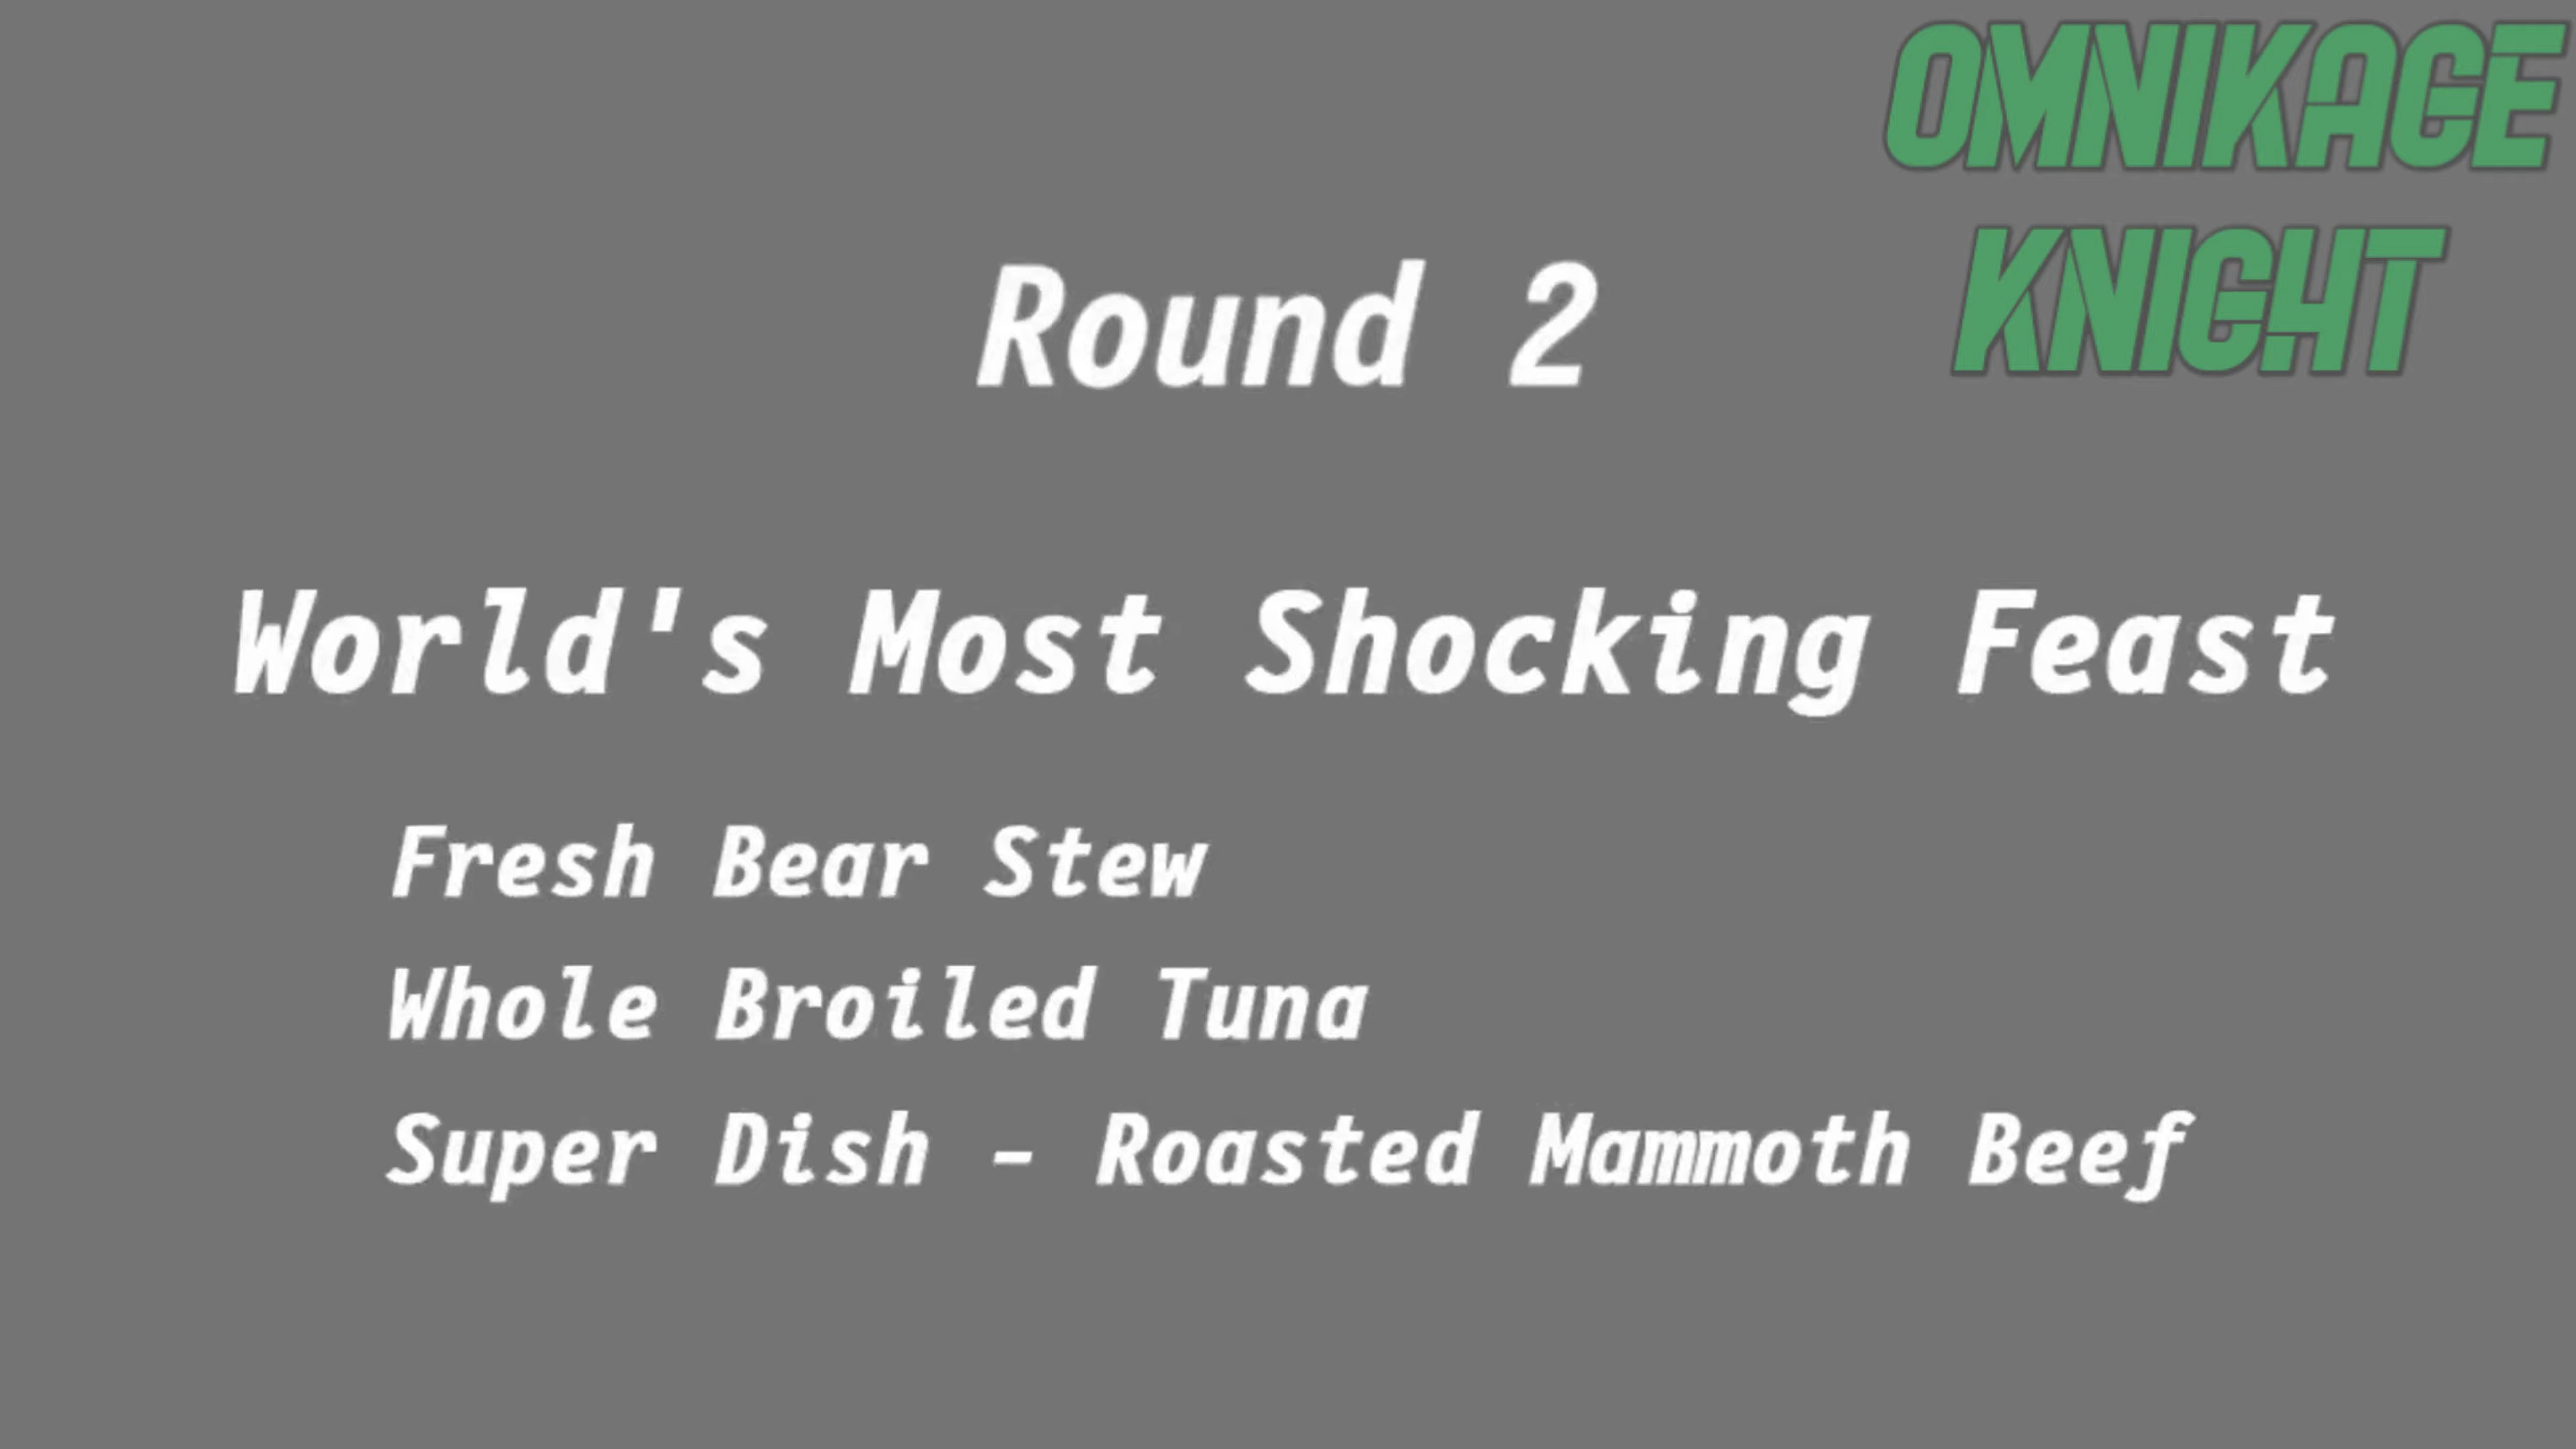 OMNIKAGE
KNIGHT
Round 2
World's Most Shocking Feast
Fresh Bear Stew
Whole Broiled Tuna
Super Dish – Roasted Mammoth Beef